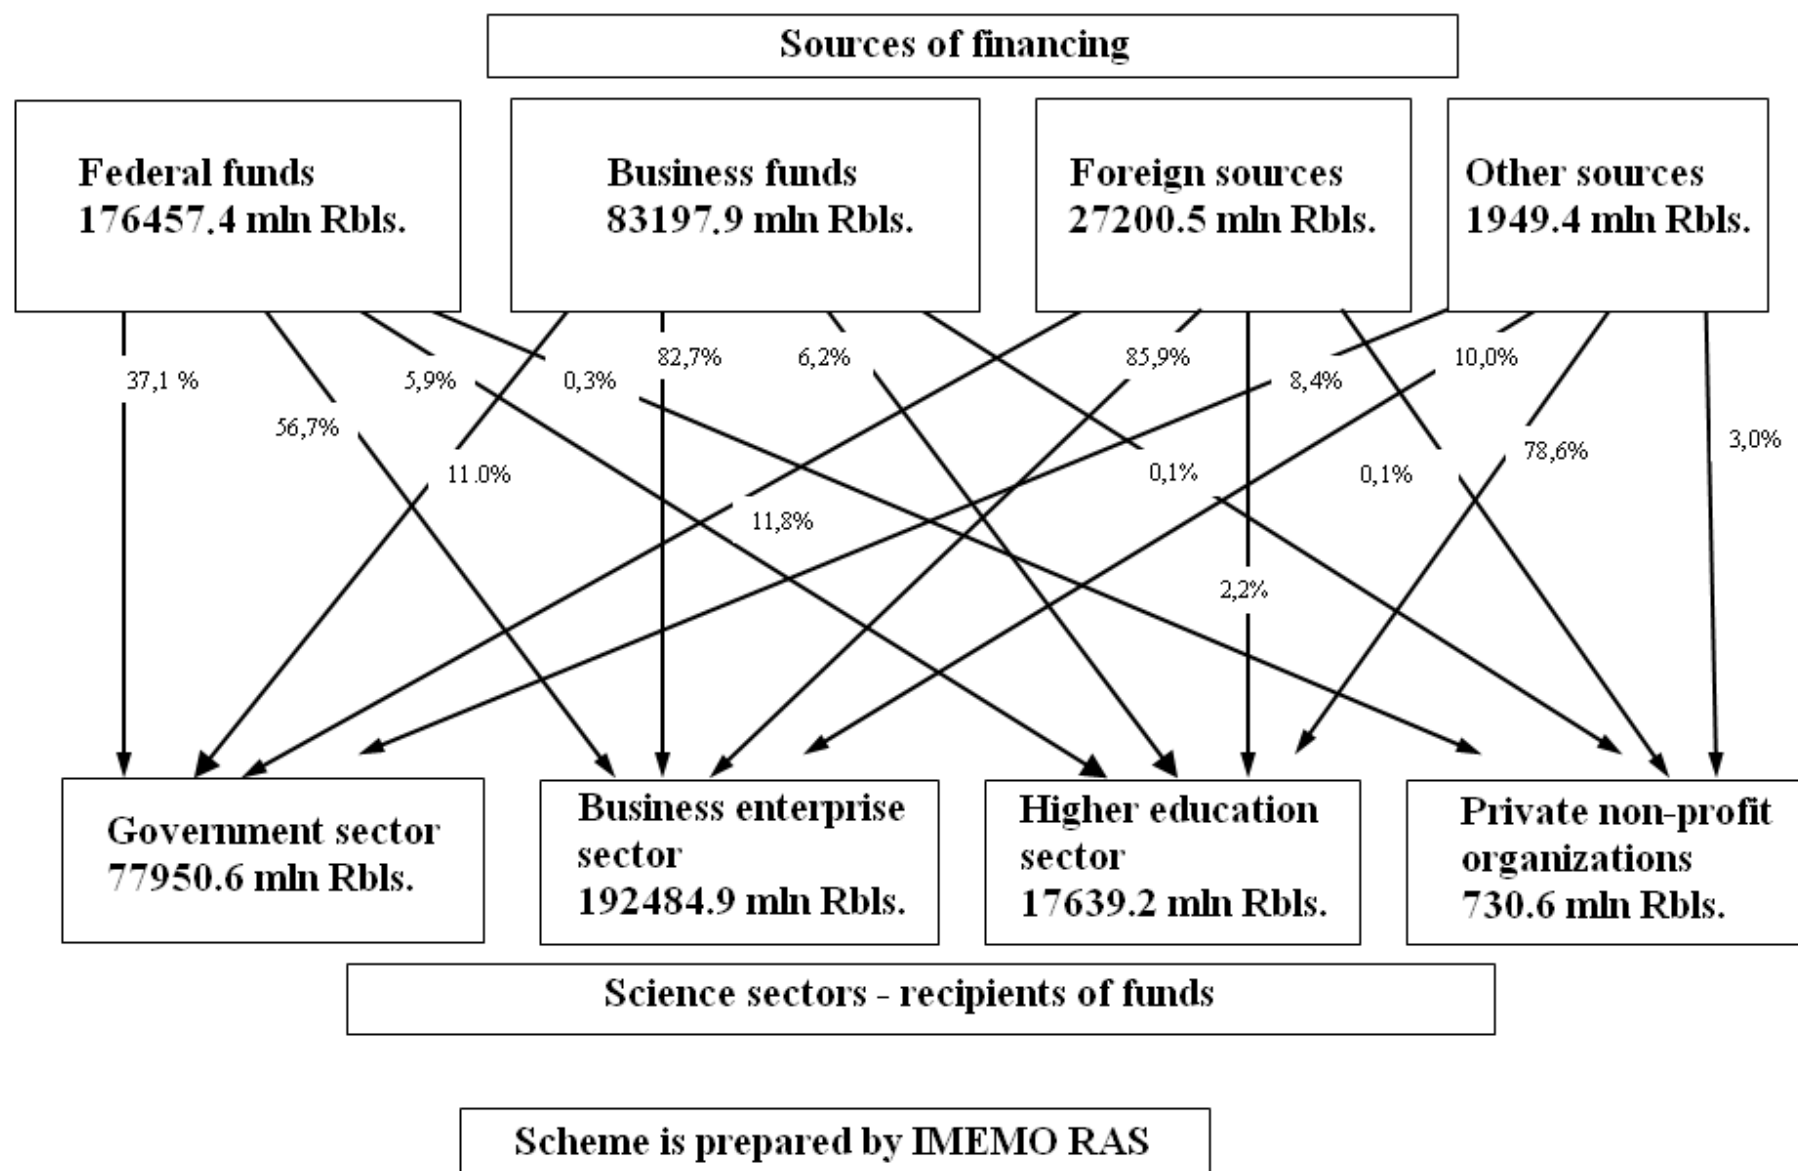 Sources of financing
Federal funds
176457.4 mln Rbls.
Business funds
83197.9 mln Rbls.
Foreign sources
27200.5 mln Rbls.
Other sources
1949.4 mln Rbls.
37,1 %
56,7%
5,9%
0,3%
11.0%
82,7%
6,2%
0,1%
11,8%
85,9%
2,2%
0,1%
8,4%
10,0%
78,6%
3,0%
Government sector
77950.6 mln Rbls.
Business enterprise
sector
192484.9 mln Rbls.
Higher education
sector
17639.2 mln Rbls.
Private non-profit
organizations
730.6 mln Rbls.
Science sectors - recipients of funds
Scheme is prepared by IMEMO RAS